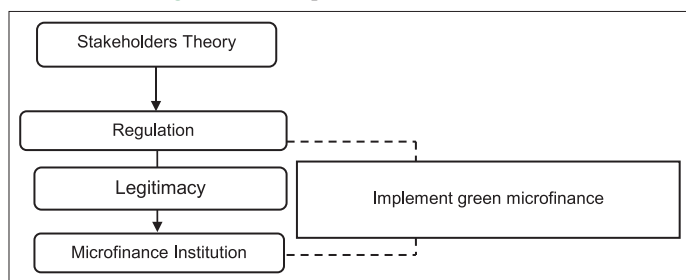 Stakeholders Theory
Regulation
Legitimacy
Implement green microfinance
Microfinance Institution